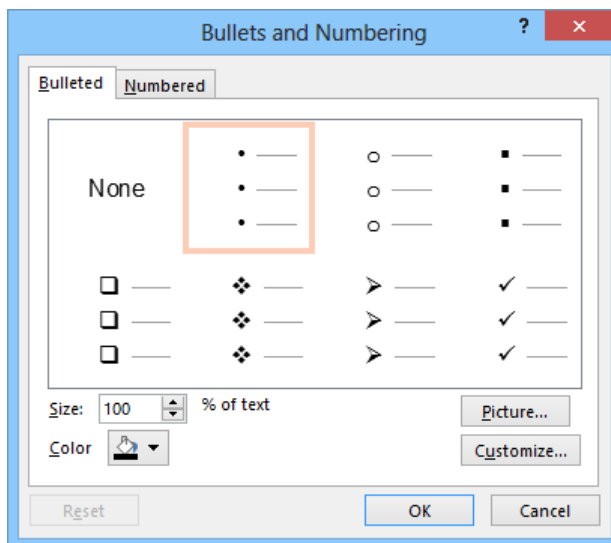 Bullets and Numbering
?
Bulleted
Numbered
None
Size: 100 % of text
Picture...
Color
Customize...
Reset
OK
Cancel